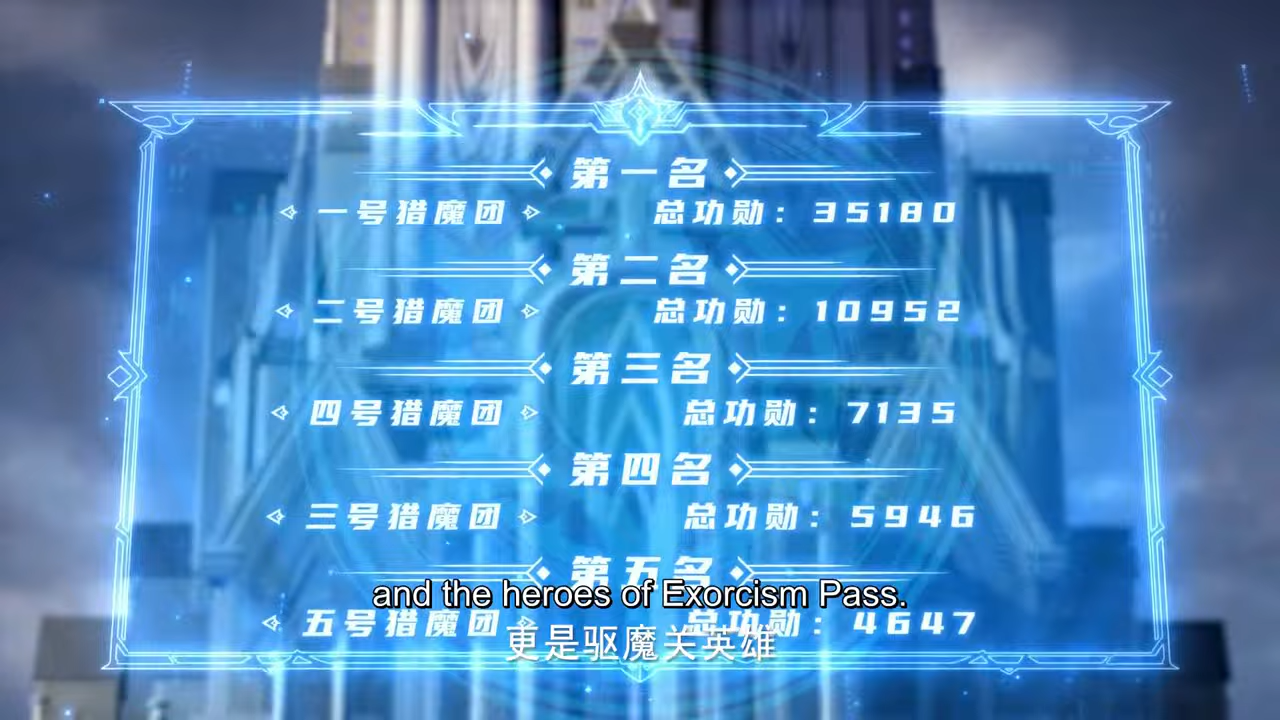 第一名
一号猎魔团 总功勋：35180
第二名
二号猎魔团 总功勋：10952
第三名
四号猎魔团 总功勋：7135
第四名
三号猎魔团 总功勋：5946
第五名
and the heroes of Exorcism Pass.
五号猎魔团 总功勋：4647
更是驱魔关英雄